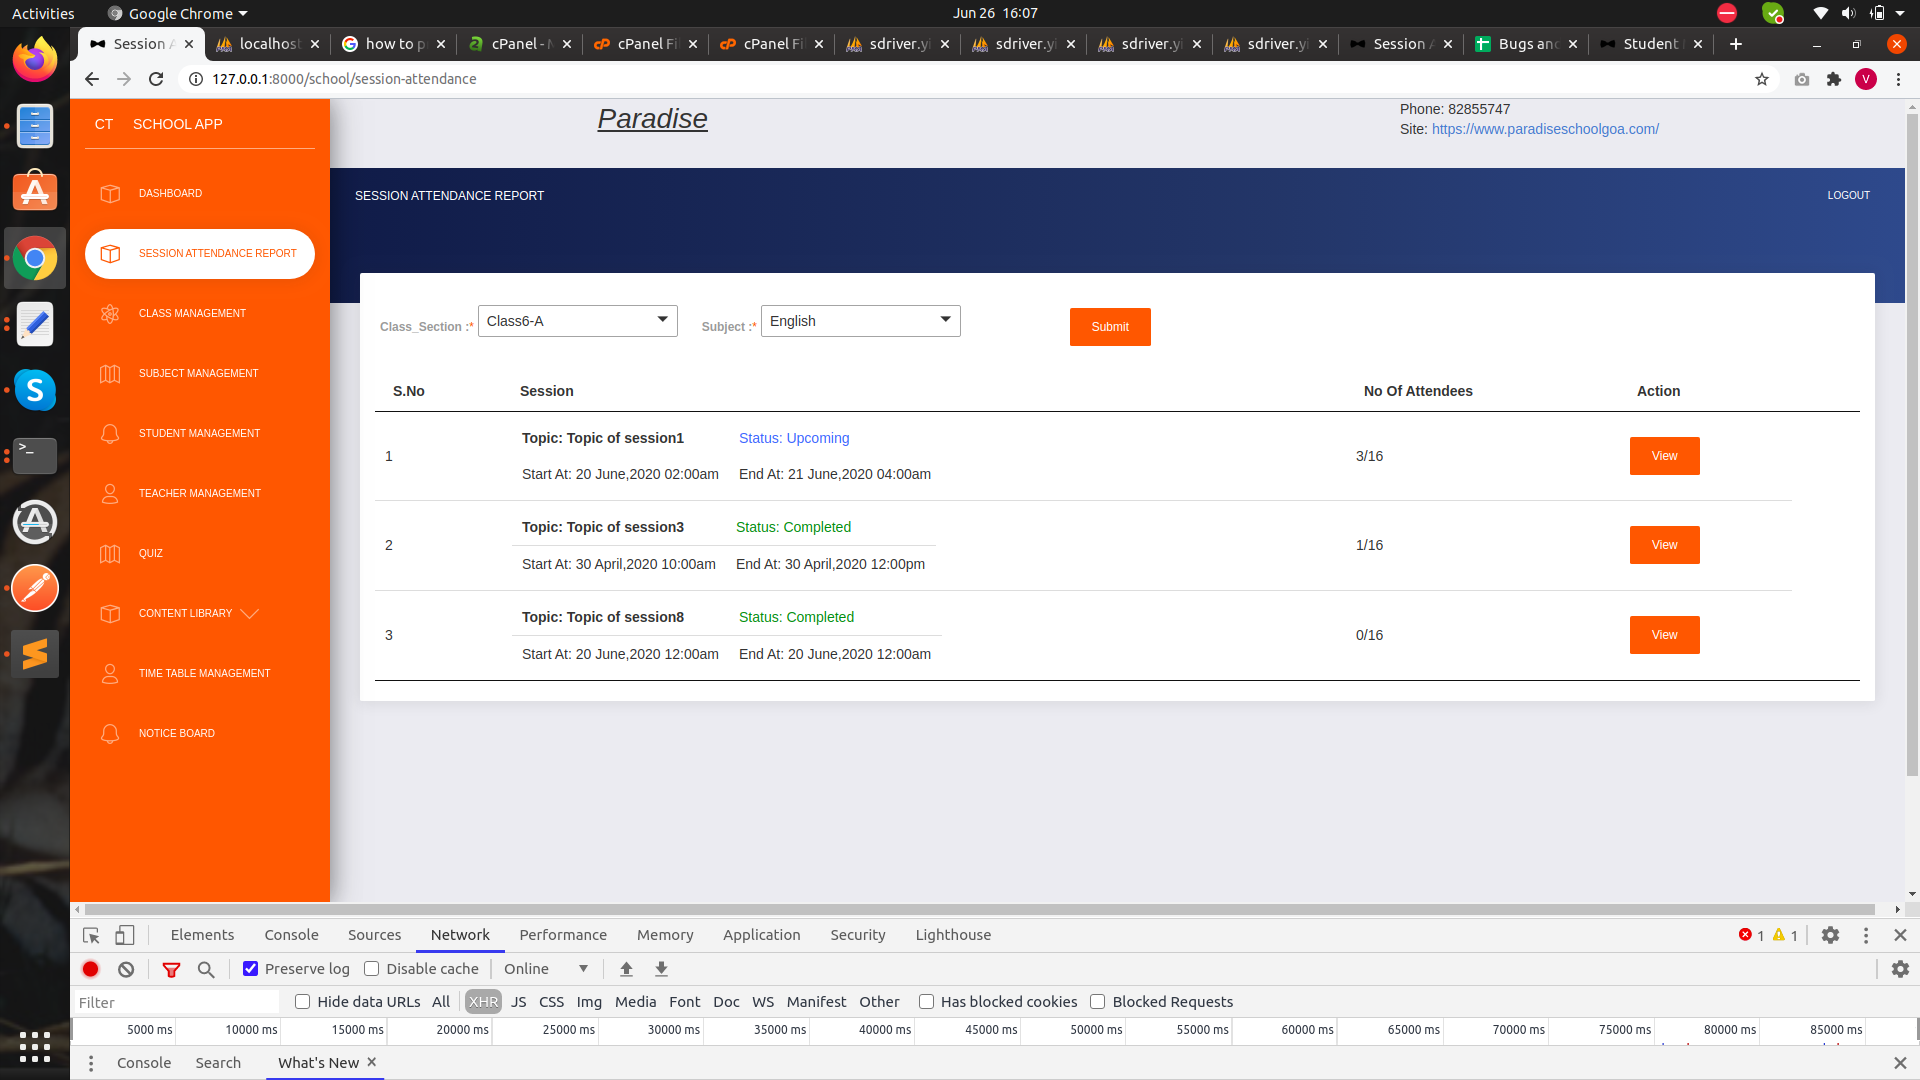 Activities
Google Chrome
Jun 26 16:07
Session A
localhost
how to p
cPanel - M
cPanel Fi
cPanel Fi
sdriver.yi
sdriver.yi
sdriver.yi
sdriver.yi
Session A
Bugs and
Student
127.0.0.1:8000/school/session-attendance
V
CT SCHOOL APP
DASHBOARD
SESSION ATTENDANCE REPORT
CLASS MANAGEMENT
SUBJECT MANAGEMENT
STUDENT MANAGEMENT
TEACHER MANAGEMENT
QUIZ
CONTENT LIBRARY
TIME TABLE MANAGEMENT
NOTICE BOARD
Paradise
Phone: 82855747
Site: https://www.paradiseschoolgoa.com/
SESSION ATTENDANCE REPORT
LOGOUT
Class_Section :* Class6-A Subject :* English Submit
S.No Session No Of Attendees Action
Topic: Topic of session1 Status: Upcoming
1 3/16 View
Start At: 20 June,2020 02:00am End At: 21 June,2020 04:00am
Topic: Topic of session3 Status: Completed
2 1/16 View
Start At: 30 April,2020 10:00am End At: 30 April,2020 12:00pm
Topic: Topic of session8 Status: Completed
3 0/16 View
Start At: 20 June,2020 12:00am End At: 20 June,2020 12:00am
Elements Console Sources Network Performance Memory Application Security Lighthouse 1 1
Preserve log Disable cache Online
Filter Hide data URLs All XHR JS CSS Img Media Font Doc WS Manifest Other Has blocked cookies Blocked Requests
5000 ms 10000 ms 15000 ms 20000 ms 25000 ms 30000 ms 35000 ms 40000 ms 45000 ms 50000 ms 55000 ms 60000 ms 65000 ms 70000 ms 75000 ms 80000 ms 85000 ms
Console Search What's New